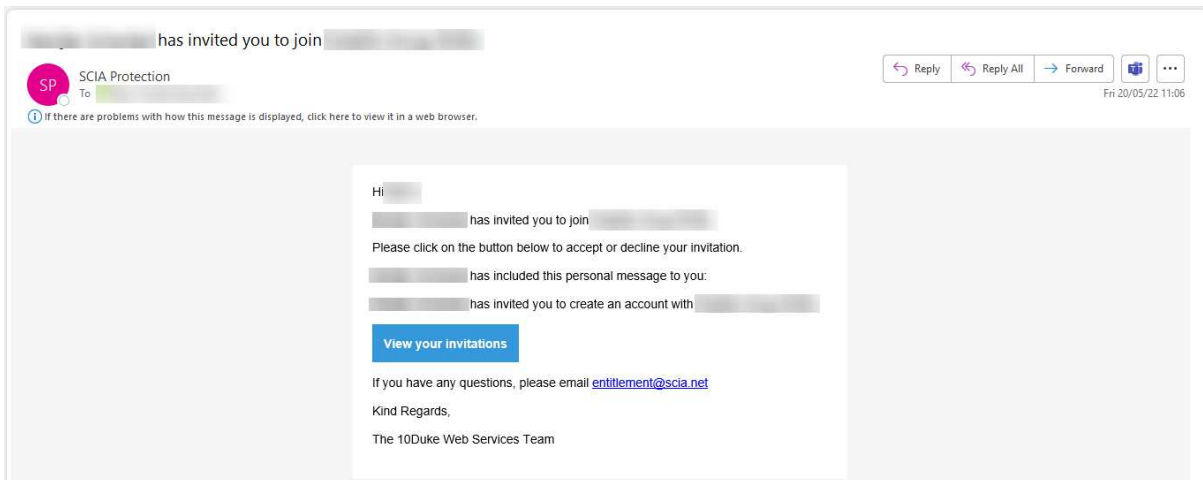 has invited you to join
SP
SCIA Protection
To
Reply
Reply All
Forward
Fri 20/05/22 11:06
If there are problems with how this message is displayed, click here to view it in a web browser.
Hi
has invited you to join
Please click on the button below to accept or decline your invitation.
has included this personal message to you:
has invited you to create an account with
View your invitations
If you have any questions, please email entitlement@scia.net
Kind Regards,
The 10Duke Web Services Team